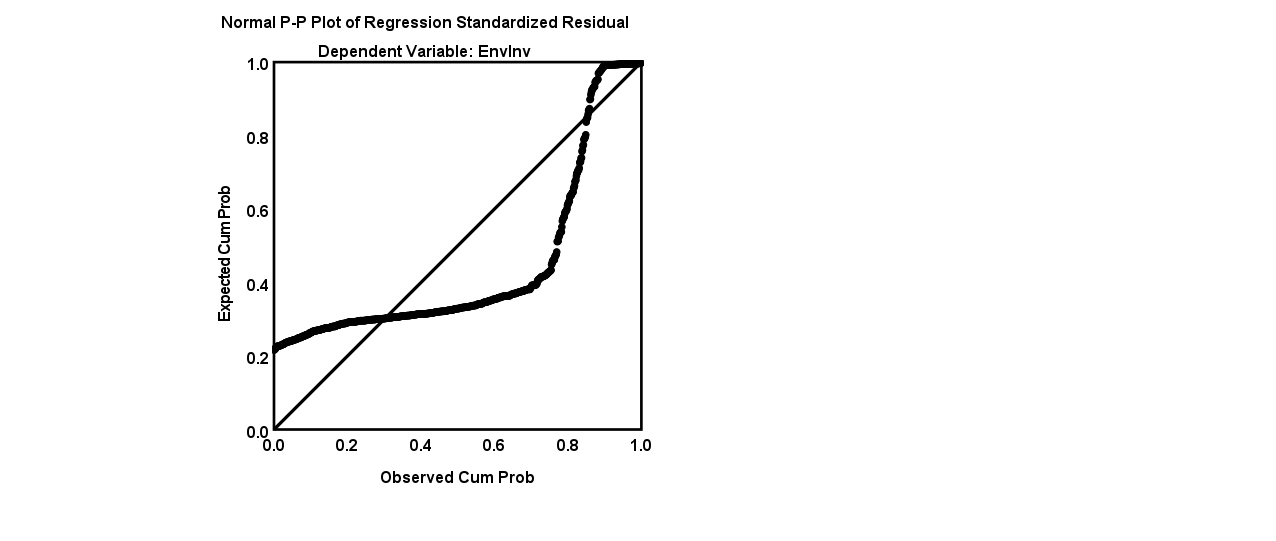 Normal P-P Plot of Regression Standardized Residual
Dependent Variable: EnvInv
Expected Cum Prob
1.0
0.8
0.6
0.4
0.2
0.0
0.0 0.2 0.4 0.6 0.8 1.0
Observed Cum Prob